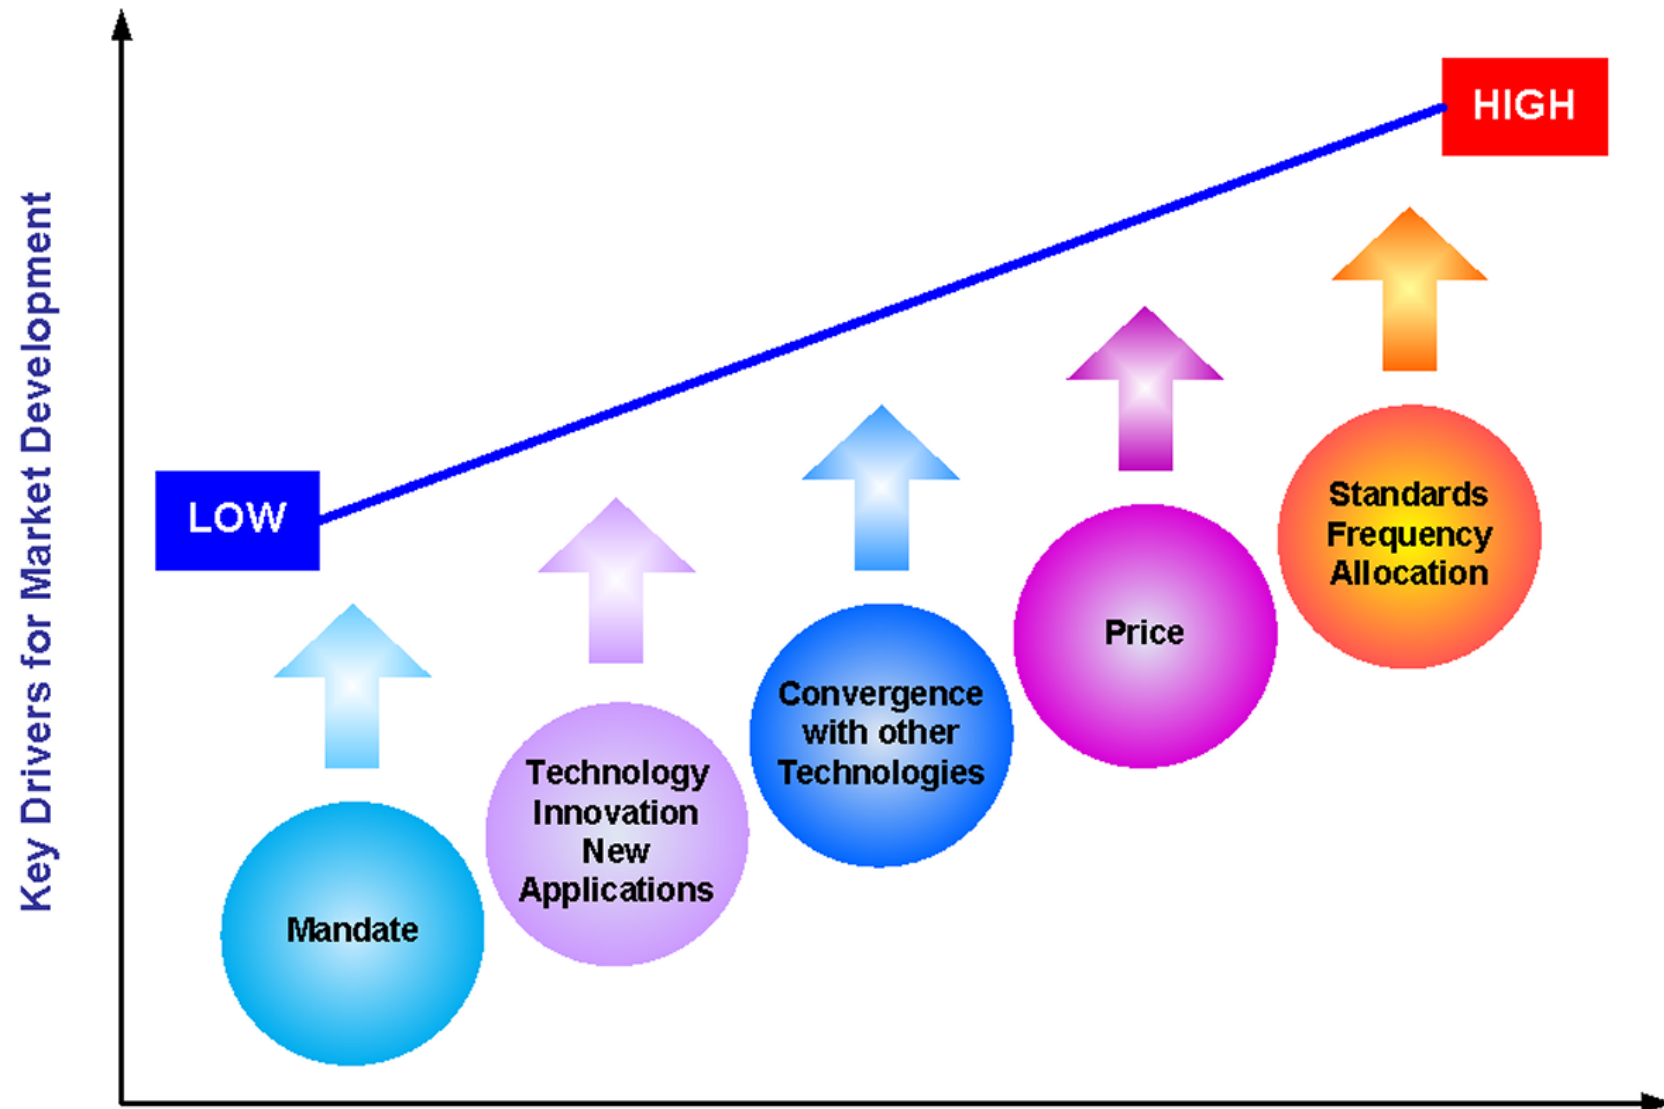 Key Drivers for Market Development
HIGH
LOW
Standards
Frequency
Allocation
Price
Convergence
with other
Technologies
Technology
Innovation
New
Applications
Mandate